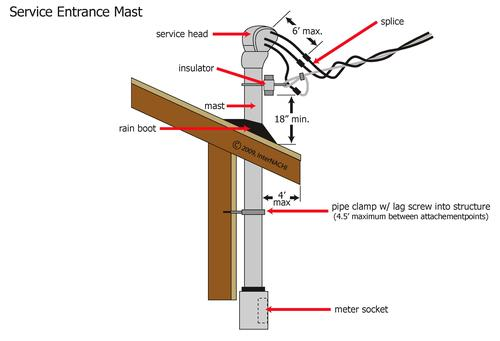 Service Entrance Mast
splice
service head
6' max.
insulator
mast
18" min.
rain boot
© 2009, InterNACHI
4'
max
pipe clamp w/ lag screw into structure
(4.5' maximum between attachementpoints)
meter socket